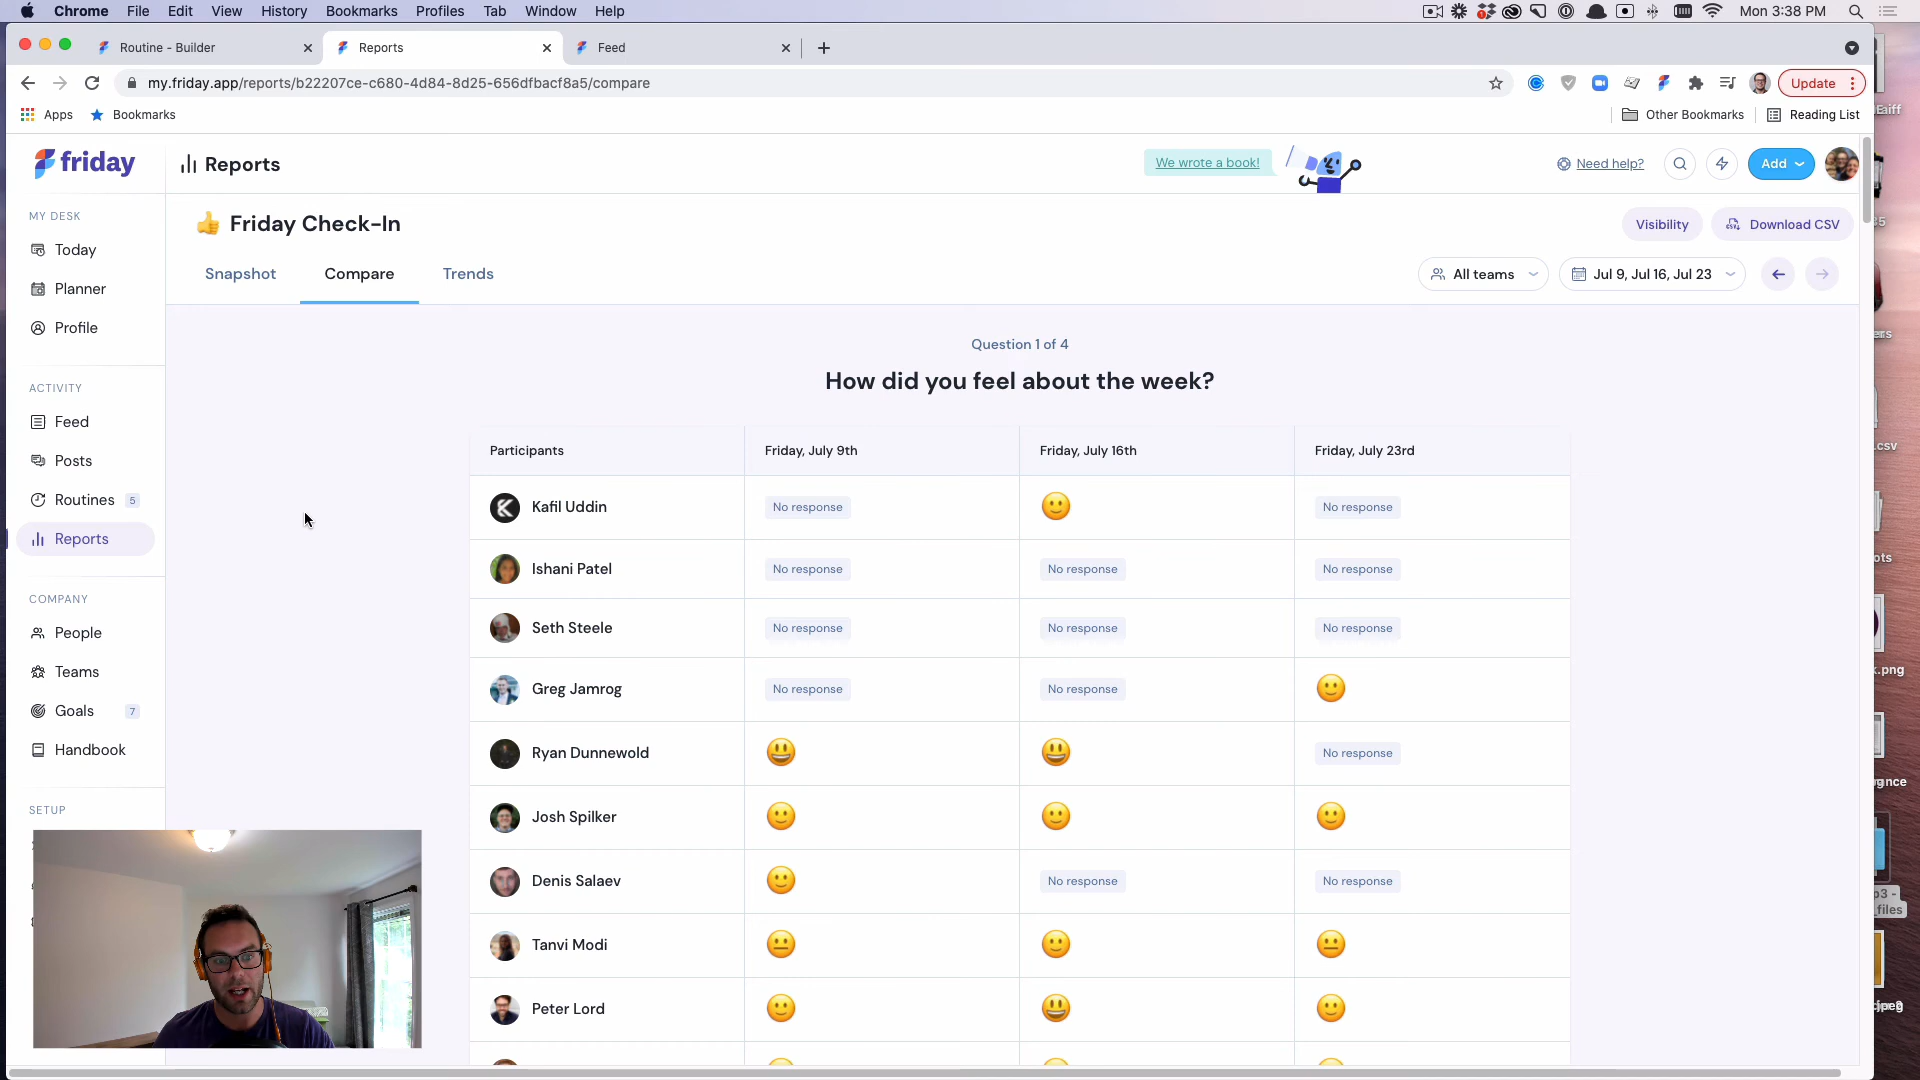 Chrome File Edit View History Bookmarks Profiles Tab Window Help Mon 3:38 PM
Routine - Builder Reports Feed
my.friday.app/reports/b22207ce-c680-4d84-8d25-656dfbacf8a5/compare Update
Apps Bookmarks Other Bookmarks Reading List
friday Reports We wrote a book! Need help? Add
👍 Friday Check-In Visibility Download CSV
Snapshot Compare Trends All teams Jul 9, Jul 16, Jul 23
MY DESK
Today
Planner
Profile
ACTIVITY
Feed
Posts
Routines 5
Reports
COMPANY
People
Teams
Goals 7
Handbook
SETUP
Question 1 of 4
How did you feel about the week?
Participants Friday, July 9th Friday, July 16th Friday, July 23rd
Kafil Uddin No response 🙂 No response
Ishani Patel No response No response No response
Seth Steele No response No response No response
Greg Jamrog No response No response 🙂
Ryan Dunnewold 😃 😃 No response
Josh Spilker 🙂 🙂 🙂
Denis Salaev 🙂 No response No response
Tanvi Modi 😐 🙂 😐
Peter Lord 🙂 😃 🙂